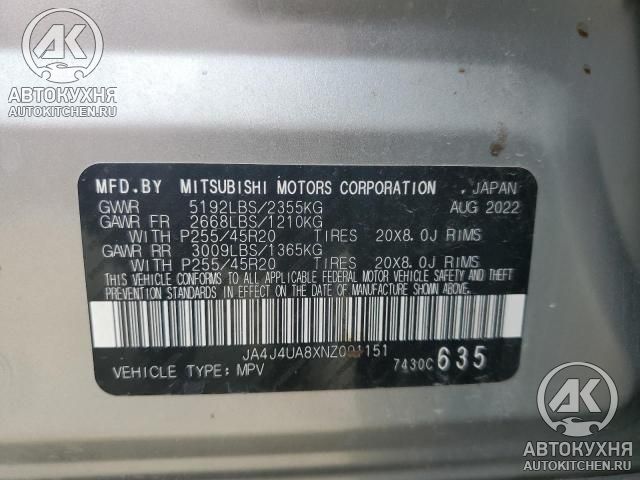 AK
АВТОКУХНЯ
AUTOKITCHEN.RU
MFD.BY MITSUBISHI MOTORS CORPORATION , JAPAN
GVWR 5192LBS/2355KG AUG 2022
GAWR FR 2668LBS/1210KG
WITH P255/45R20 TIRES 20X8.0J RIMS
GAWR RR 3009LBS/1365KG
WITH P255/45R20 TIRES 20X8.0J RIMS
THIS VEHICLE CONFORMS TO ALL APPLICABLE FEDERAL MOTOR VEHICLE SAFETY AND THEFT
PREVENTION STANDARDS IN EFFECT ON THE DATE OF MANUFACTURE SHOWN ABOVE.
VEHICLE TYPE: MPV 7430C 635
AK
АВТОКУХНЯ
AUTOKITCHEN.RU